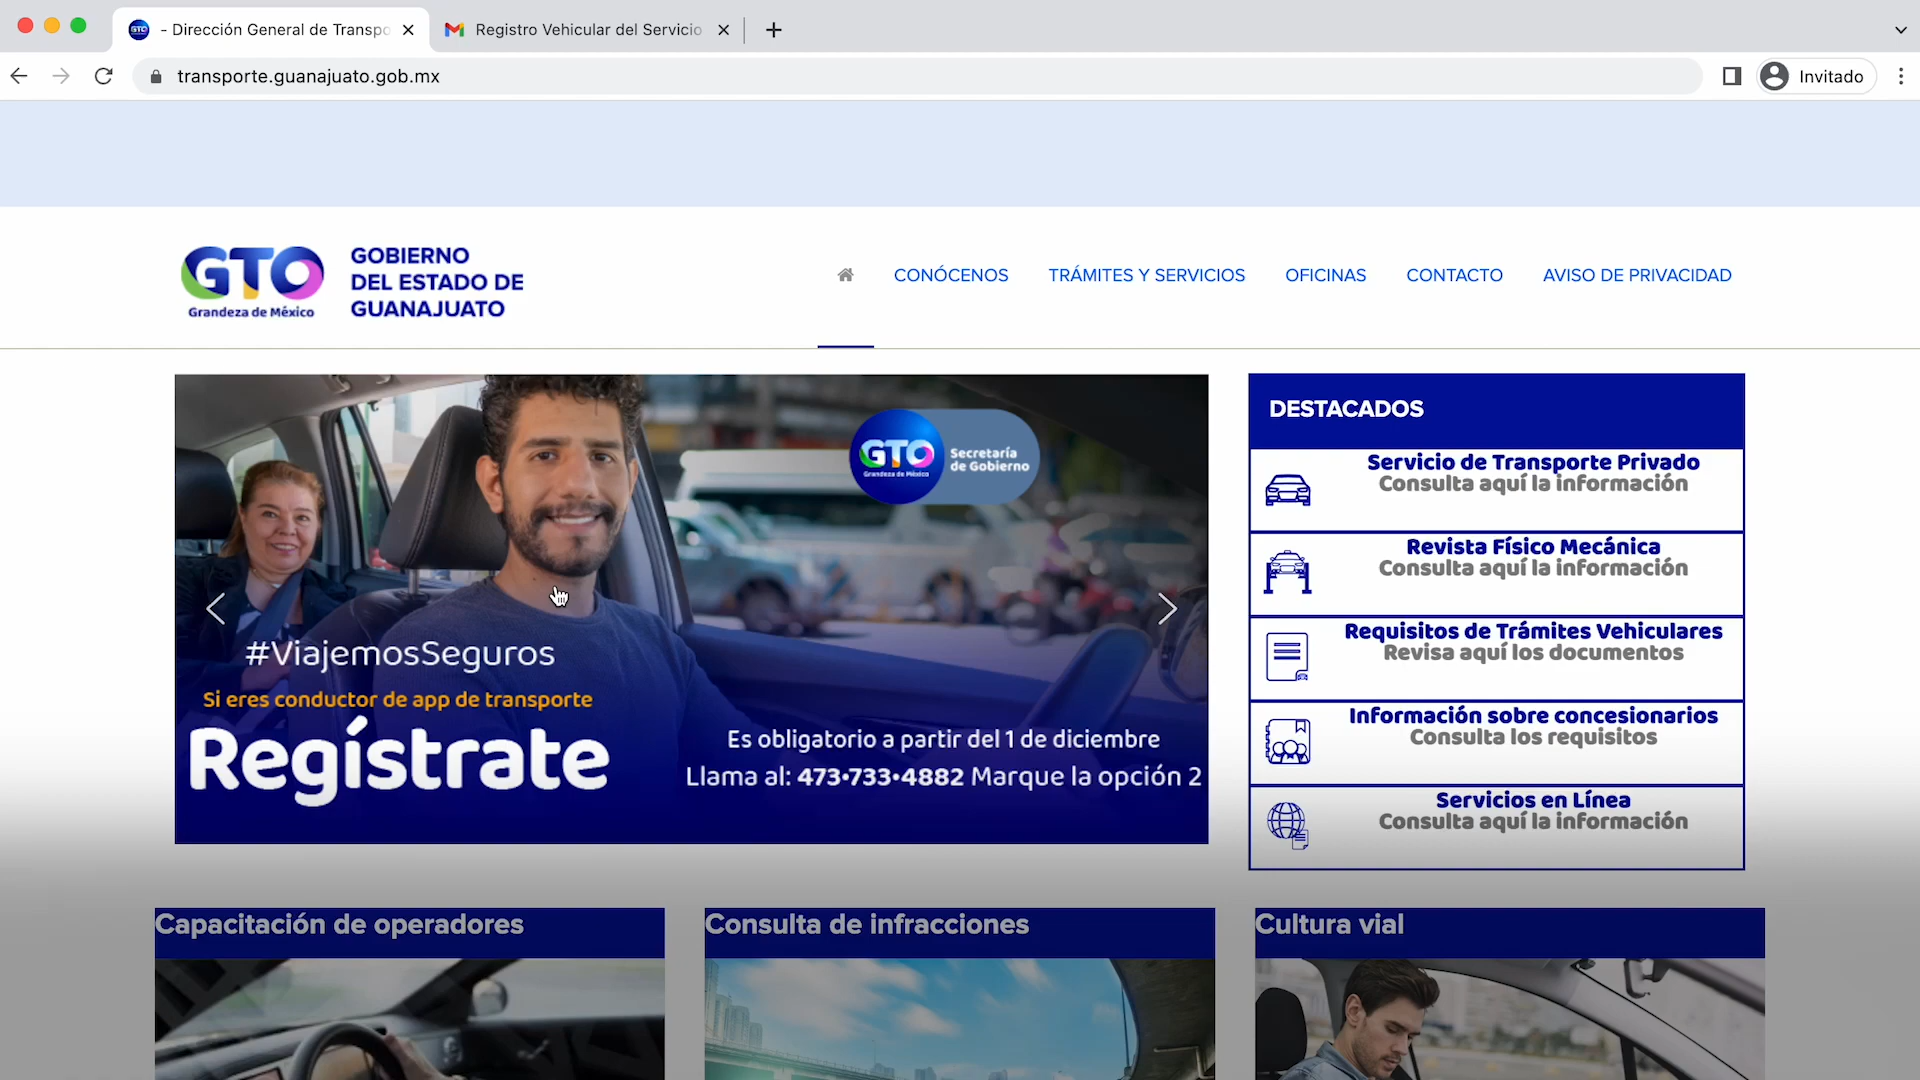 - Dirección General de Transpo
Registro Vehicular del Servicio
transporte.guanajuato.gob.mx
Invitado
GTO
Grandeza de México
GOBIERNO
DEL ESTADO DE
GUANAJUATO
CONÓCENOS
TRÁMITES Y SERVICIOS
OFICINAS
CONTACTO
AVISO DE PRIVACIDAD
GTO
Grandeza de México
Secretaría
de Gobierno
#ViajemosSeguros
Si eres conductor de app de transporte
Regístrate
Es obligatorio a partir del 1 de diciembre
Llama al: 473•733•4882 Marque la opción 2
DESTACADOS
Servicio de Transporte Privado
Consulta aquí la información
Revista Físico Mecánica
Consulta aquí la información
Requisitos de Trámites Vehiculares
Revisa aquí los documentos
Información sobre concesionarios
Consulta los requisitos
Servicios en Línea
Consulta aquí la información
Capacitación de operadores
Consulta de infracciones
Cultura vial